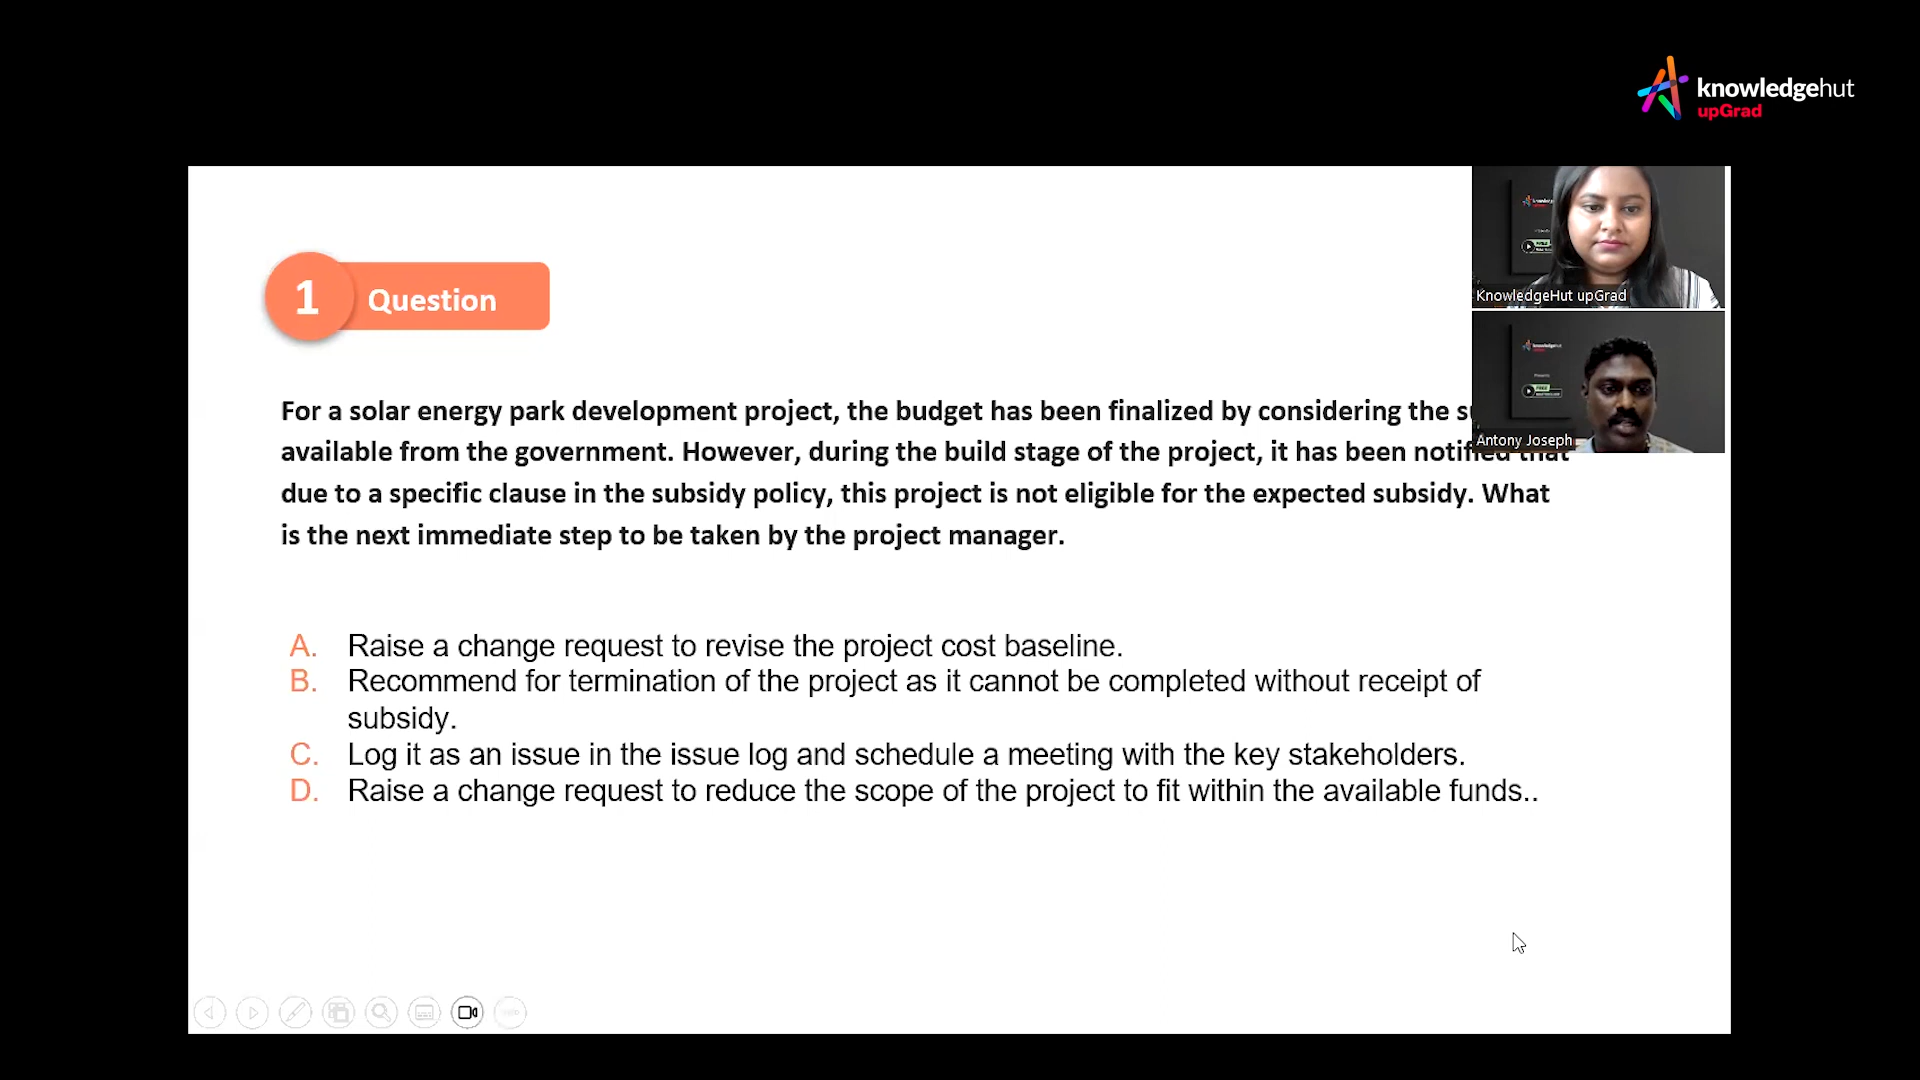 knowledgehut
upGrad
1 Question
KnowledgeHut upGrad
Antony Joseph
For a solar energy park development project, the budget has been finalized by considering the
available from the government. However, during the build stage of the project, it has been notified that
due to a specific clause in the subsidy policy, this project is not eligible for the expected subsidy. What
is the next immediate step to be taken by the project manager.
A. Raise a change request to revise the project cost baseline.
B. Recommend for termination of the project as it cannot be completed without receipt of
subsidy.
C. Log it as an issue in the issue log and schedule a meeting with the key stakeholders.
D. Raise a change request to reduce the scope of the project to fit within the available funds..